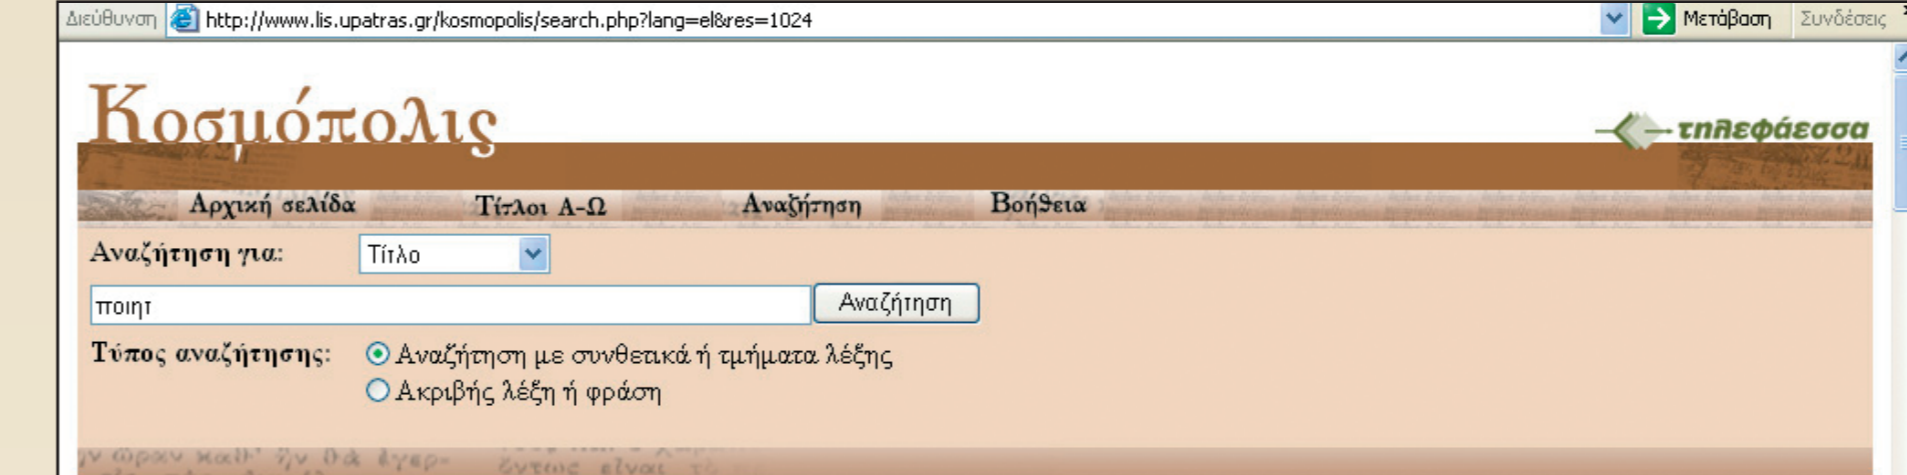 Διεύθυνση http://www.lis.upatras.gr/kosmopolis/search.php?lang=el&res=1024 Μετάβαση Συνδέσεις
Κοσμόπολις
τηλεφάεσσα
Αρχική σελίδα Τίτλοι Α-Ω Αναζήτηση Βοήθεια
Αναζήτηση για: Τίτλο
ποιητ Αναζήτηση
Τύπος αναζήτησης: Αναζήτηση με συνθετικά ή τμήματα λέξης
Ακριβής λέξη ή φράση